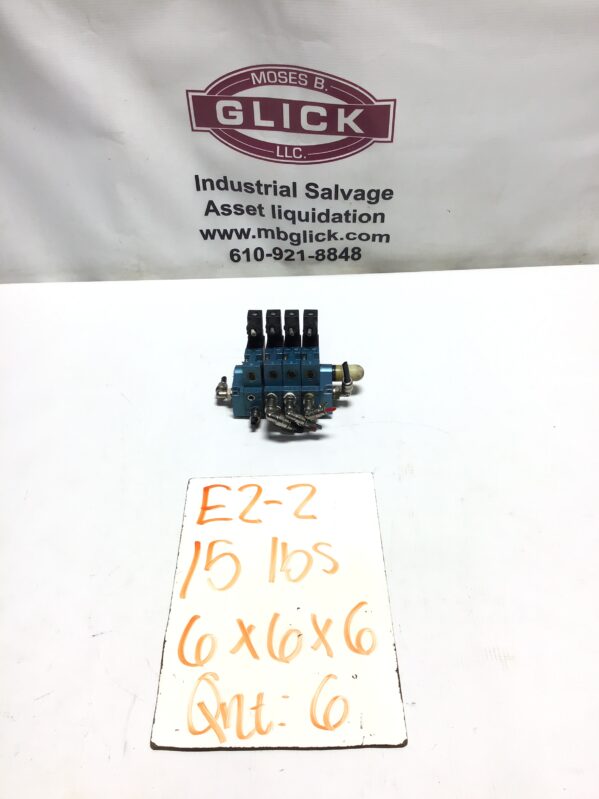 MOSES B.
GLICK
LLC.
Industrial Salvage
Asset liquidation
www.mbglick.com
610-921-8848
E2-2
15 lbs
6x6x6
Qnt: 6